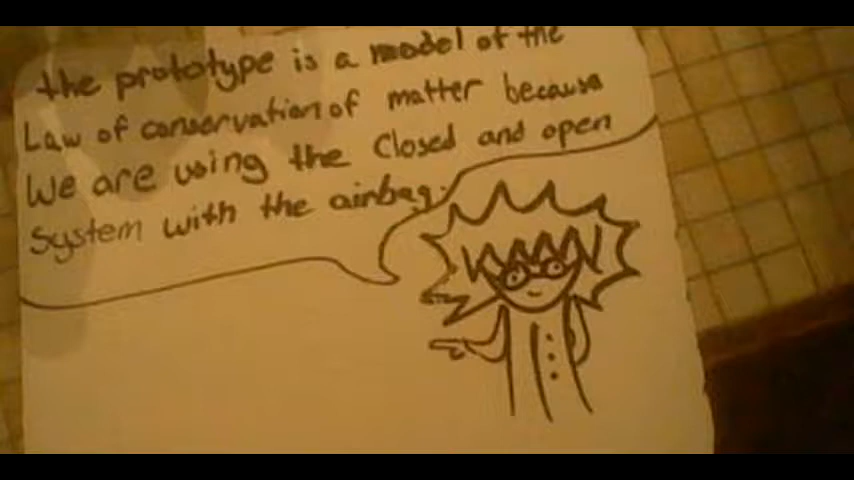 the prototype is a model of the
Law of conservation of matter because
We are using the Closed and open
System with the airbag.